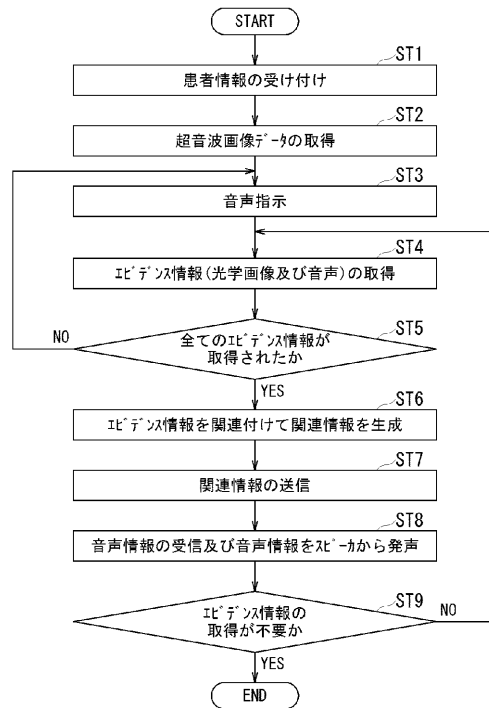 START
ST1
患者情報の受け付け
ST2
超音波画像ﾃﾞｰﾀの取得
ST3
音声指示
ST4
ｴﾋﾞﾃﾞﾝｽ情報(光学画像及び音声)の取得
ST5
NO
全てのｴﾋﾞﾃﾞﾝｽ情報が
取得されたか
YES
ST6
ｴﾋﾞﾃﾞﾝｽ情報を関連付けて関連情報を生成
ST7
関連情報の送信
ST8
音声情報の受信及び音声情報をｽﾋﾟｰｶから発声
ST9
ｴﾋﾞﾃﾞﾝｽ情報の
取得が不要か
NO
YES
END